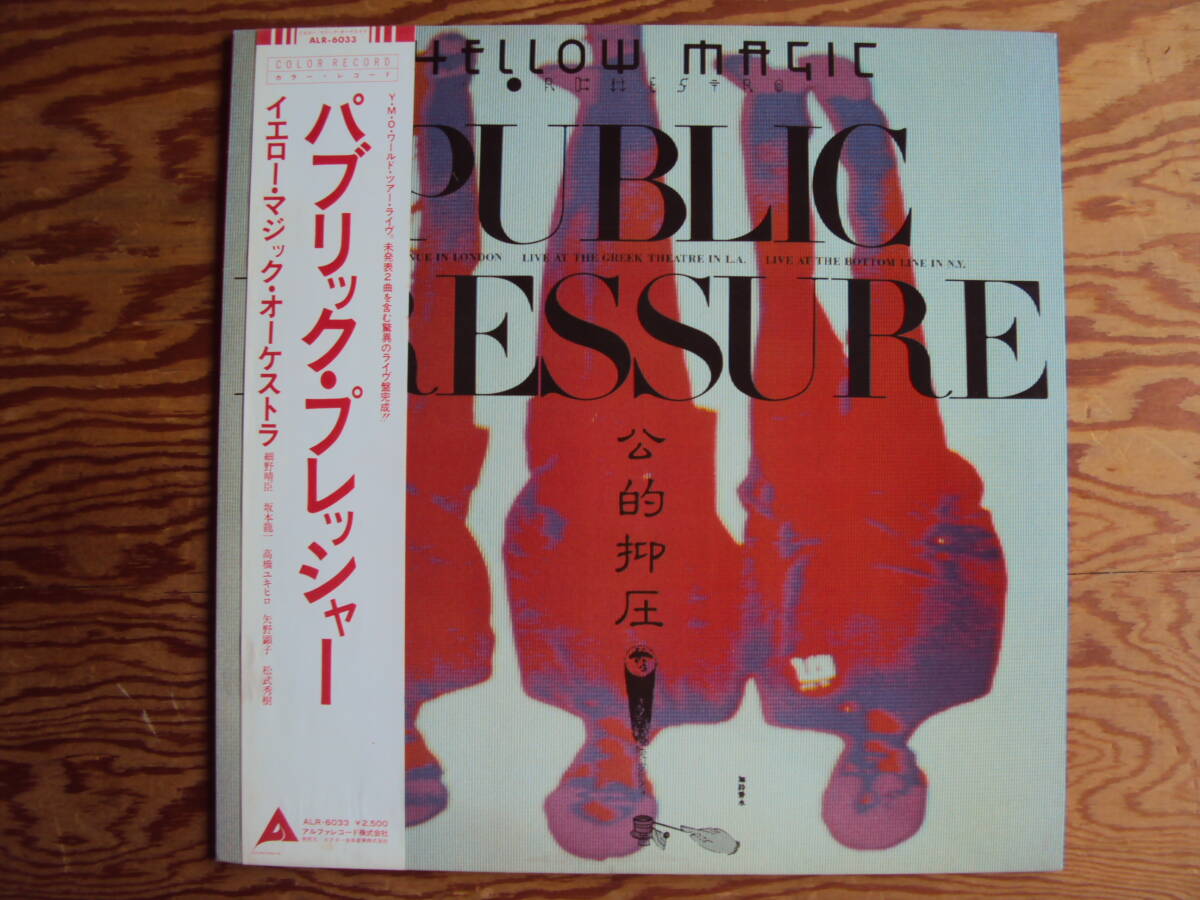 ALR-6033
COLOR RECORD
カラー・レコード
Y・M・O・ワールド・ツアー・ライヴ。未発表2曲を含む驚異のライヴ盤完成!!
パブリック・プレッシャー
イエロー・マジック・オーケストラ
細野晴臣 坂本龍一 高橋ユキヒロ 矢野顕子 松武秀樹
ALR-6033 ¥2,500
アルファレコード株式会社
YELLOW MAGIC
ORCHESTRA
PUBLIC
NUE IN LONDON LIVE AT THE GREEK THEATRE IN L.A. LIVE AT THE BOTTOM LINE IN N.Y.
RESSURE
公的抑圧